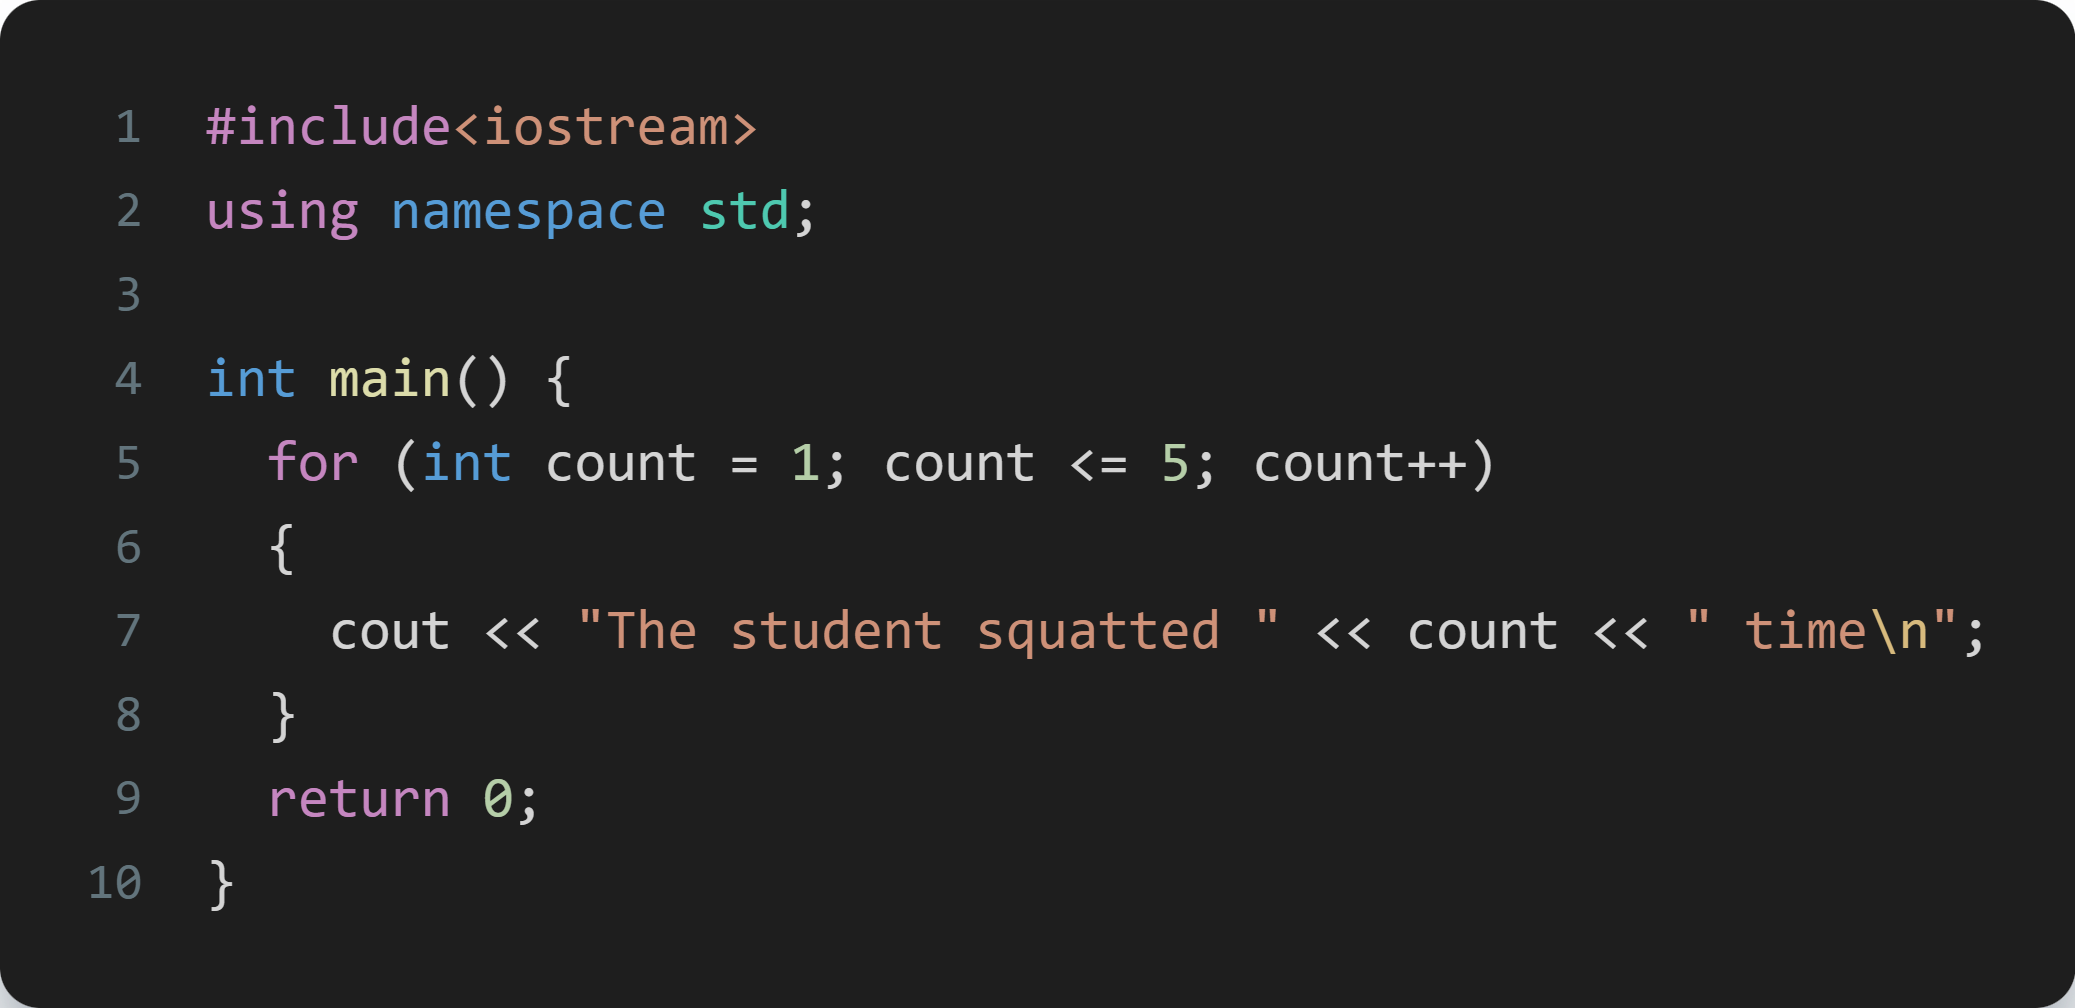 1 #include<iostream>
2 using namespace std;
3
4 int main() {
5   for (int count = 1; count <= 5; count++)
6   {
7     cout << "The student squatted " << count << " time\n";
8   }
9   return 0;
10 }